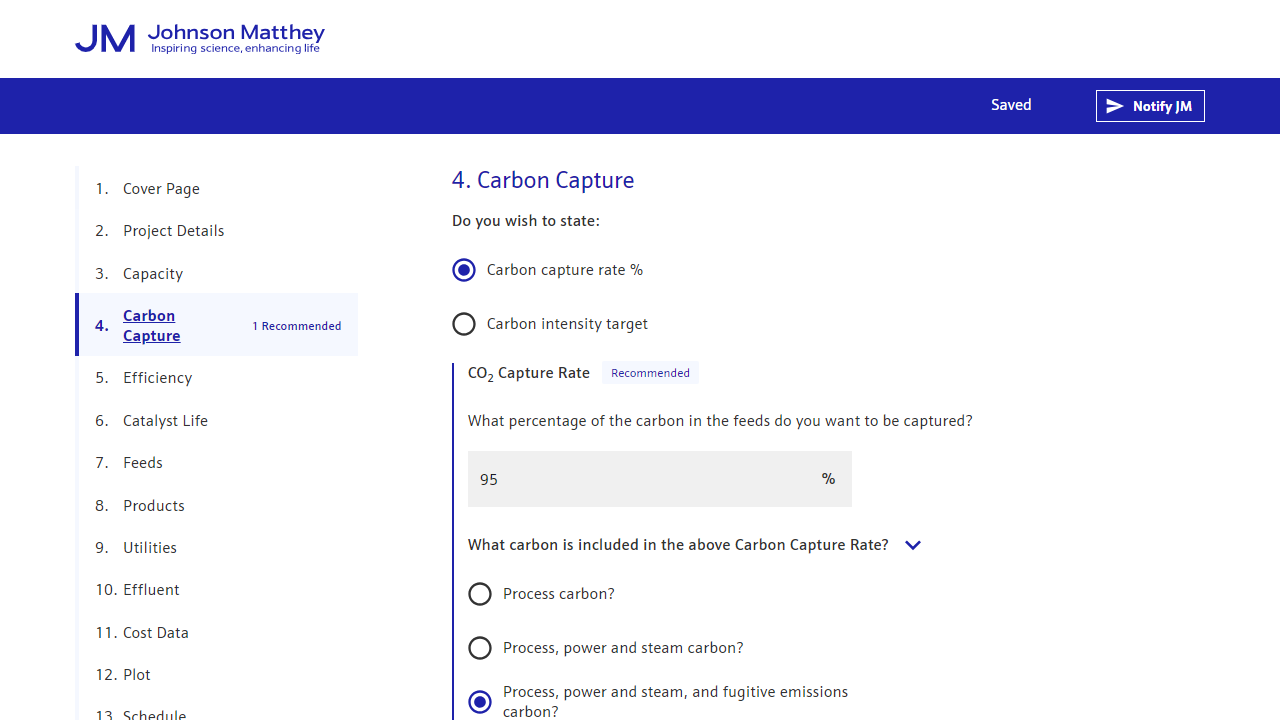 JM Johnson Matthey
Inspiring science, enhancing life
Saved
Notify JM
1. Cover Page
2. Project Details
3. Capacity
4. Carbon Capture 1 Recommended
5. Efficiency
6. Catalyst Life
7. Feeds
8. Products
9. Utilities
10. Effluent
11. Cost Data
12. Plot
13. Schedule
4. Carbon Capture
Do you wish to state:
Carbon capture rate %
Carbon intensity target
CO2 Capture Rate Recommended
What percentage of the carbon in the feeds do you want to be captured?
95 %
What carbon is included in the above Carbon Capture Rate?
Process carbon?
Process, power and steam carbon?
Process, power and steam, and fugitive emissions
carbon?